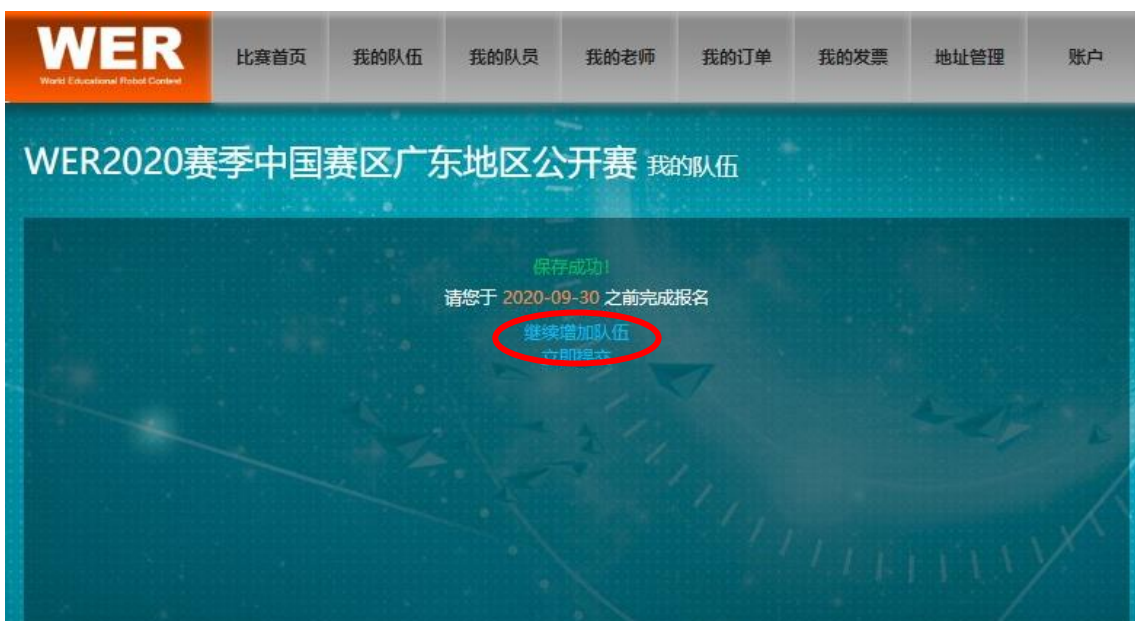 WER
World Educational Robot Contest
比赛首页 我的队伍 我的队员 我的老师 我的订单 我的发票 地址管理 账户
WER2020赛季中国赛区广东地区公开赛 我的队伍
保存成功!
请您于 2020-09-30 之前完成报名
继续增加队伍
立即提交